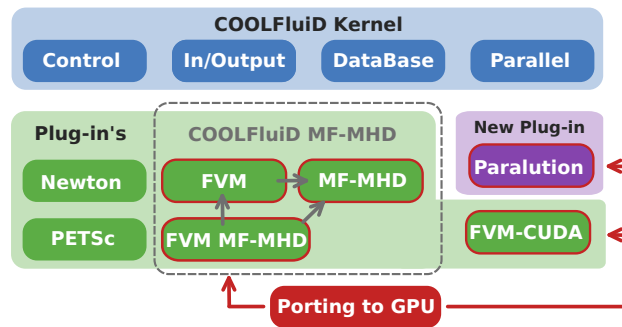 COOLFluiD Kernel
Control
In/Output
DataBase
Parallel
Plug-in's
COOLFluiD MF-MHD
New Plug-in
Newton
FVM
MF-MHD
Paralution
PETSc
FVM MF-MHD
FVM-CUDA
Porting to GPU